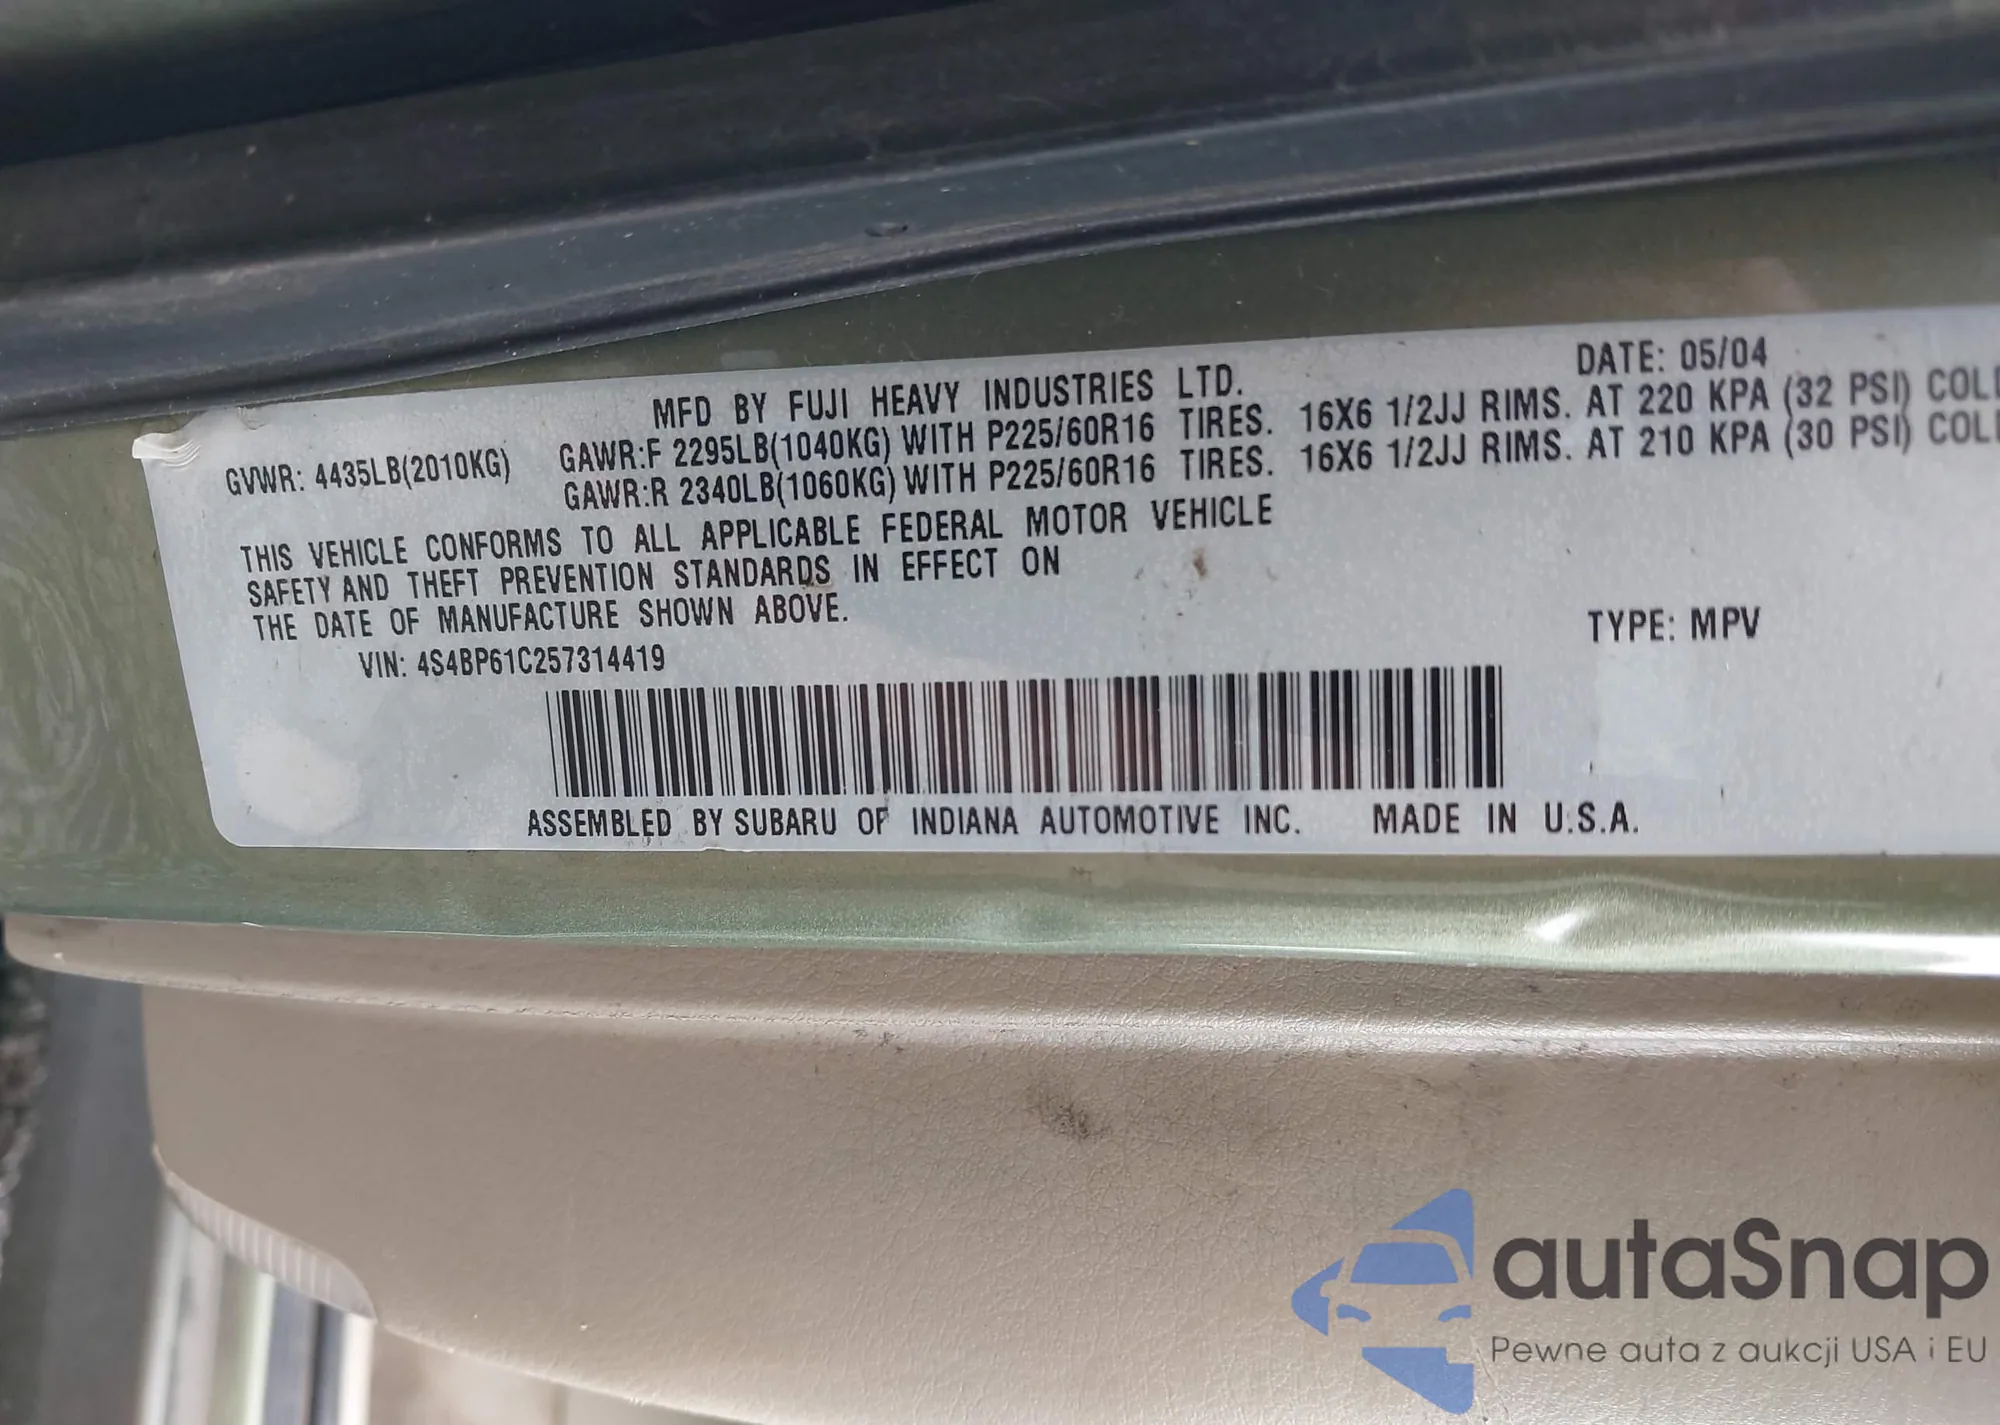 MFD BY FUJI HEAVY INDUSTRIES LTD. DATE: 05/04
GVWR: 4435LB(2010KG) GAWR:F 2295LB(1040KG) WITH P225/60R16 TIRES. 16X6 1/2JJ RIMS. AT 220 KPA (32 PSI) COLD
GAWR:R 2340LB(1060KG) WITH P225/60R16 TIRES. 16X6 1/2JJ RIMS. AT 210 KPA (30 PSI) COLD
THIS VEHICLE CONFORMS TO ALL APPLICABLE FEDERAL MOTOR VEHICLE
SAFETY AND THEFT PREVENTION STANDARDS IN EFFECT ON
THE DATE OF MANUFACTURE SHOWN ABOVE.
TYPE: MPV
VIN: 4S4BP61C257314419
ASSEMBLED BY SUBARU OF INDIANA AUTOMOTIVE INC. MADE IN U.S.A.
autaSnap
Pewne auta z aukcji USA i EU